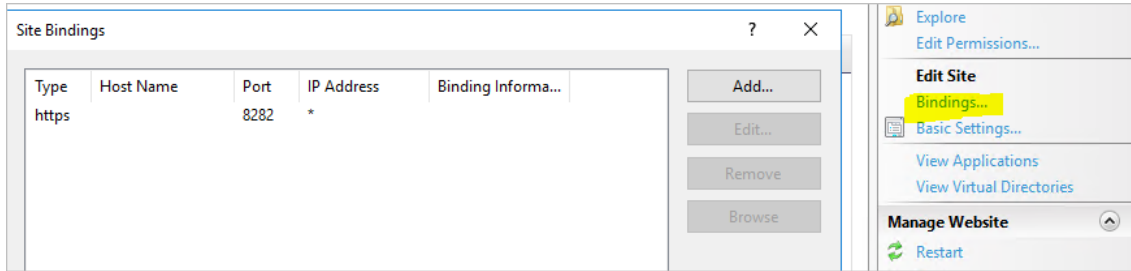 Site Bindings ? ×
Type Host Name Port IP Address Binding Informa...
https 8282 *
Add...
Edit...
Remove
Browse
Explore
Edit Permissions...
Edit Site
Bindings...
Basic Settings...
View Applications
View Virtual Directories
Manage Website
Restart